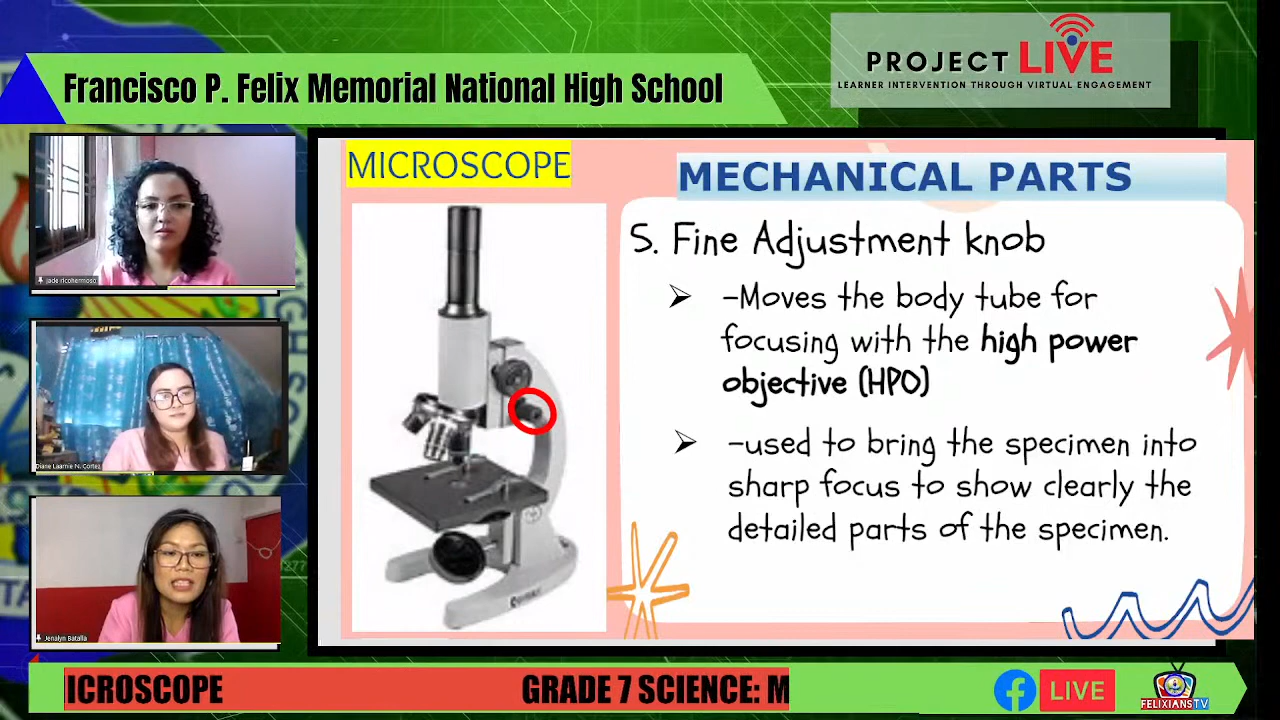 Francisco P. Felix Memorial National High School
PROJECT LIVE
LEARNER INTERVENTION THROUGH VIRTUAL ENGAGEMENT
jade ricohermoso
Diane Laarnie N. Cortez
Jenalyn Batalla
MICROSCOPE
MECHANICAL PARTS
5. Fine Adjustment knob
➢ -Moves the body tube for
focusing with the high power
objective (HPO)
➢ -used to bring the specimen into
sharp focus to show clearly the
detailed parts of the specimen.
ICROSCOPE GRADE 7 SCIENCE: M
LIVE
FELIXIANSTV